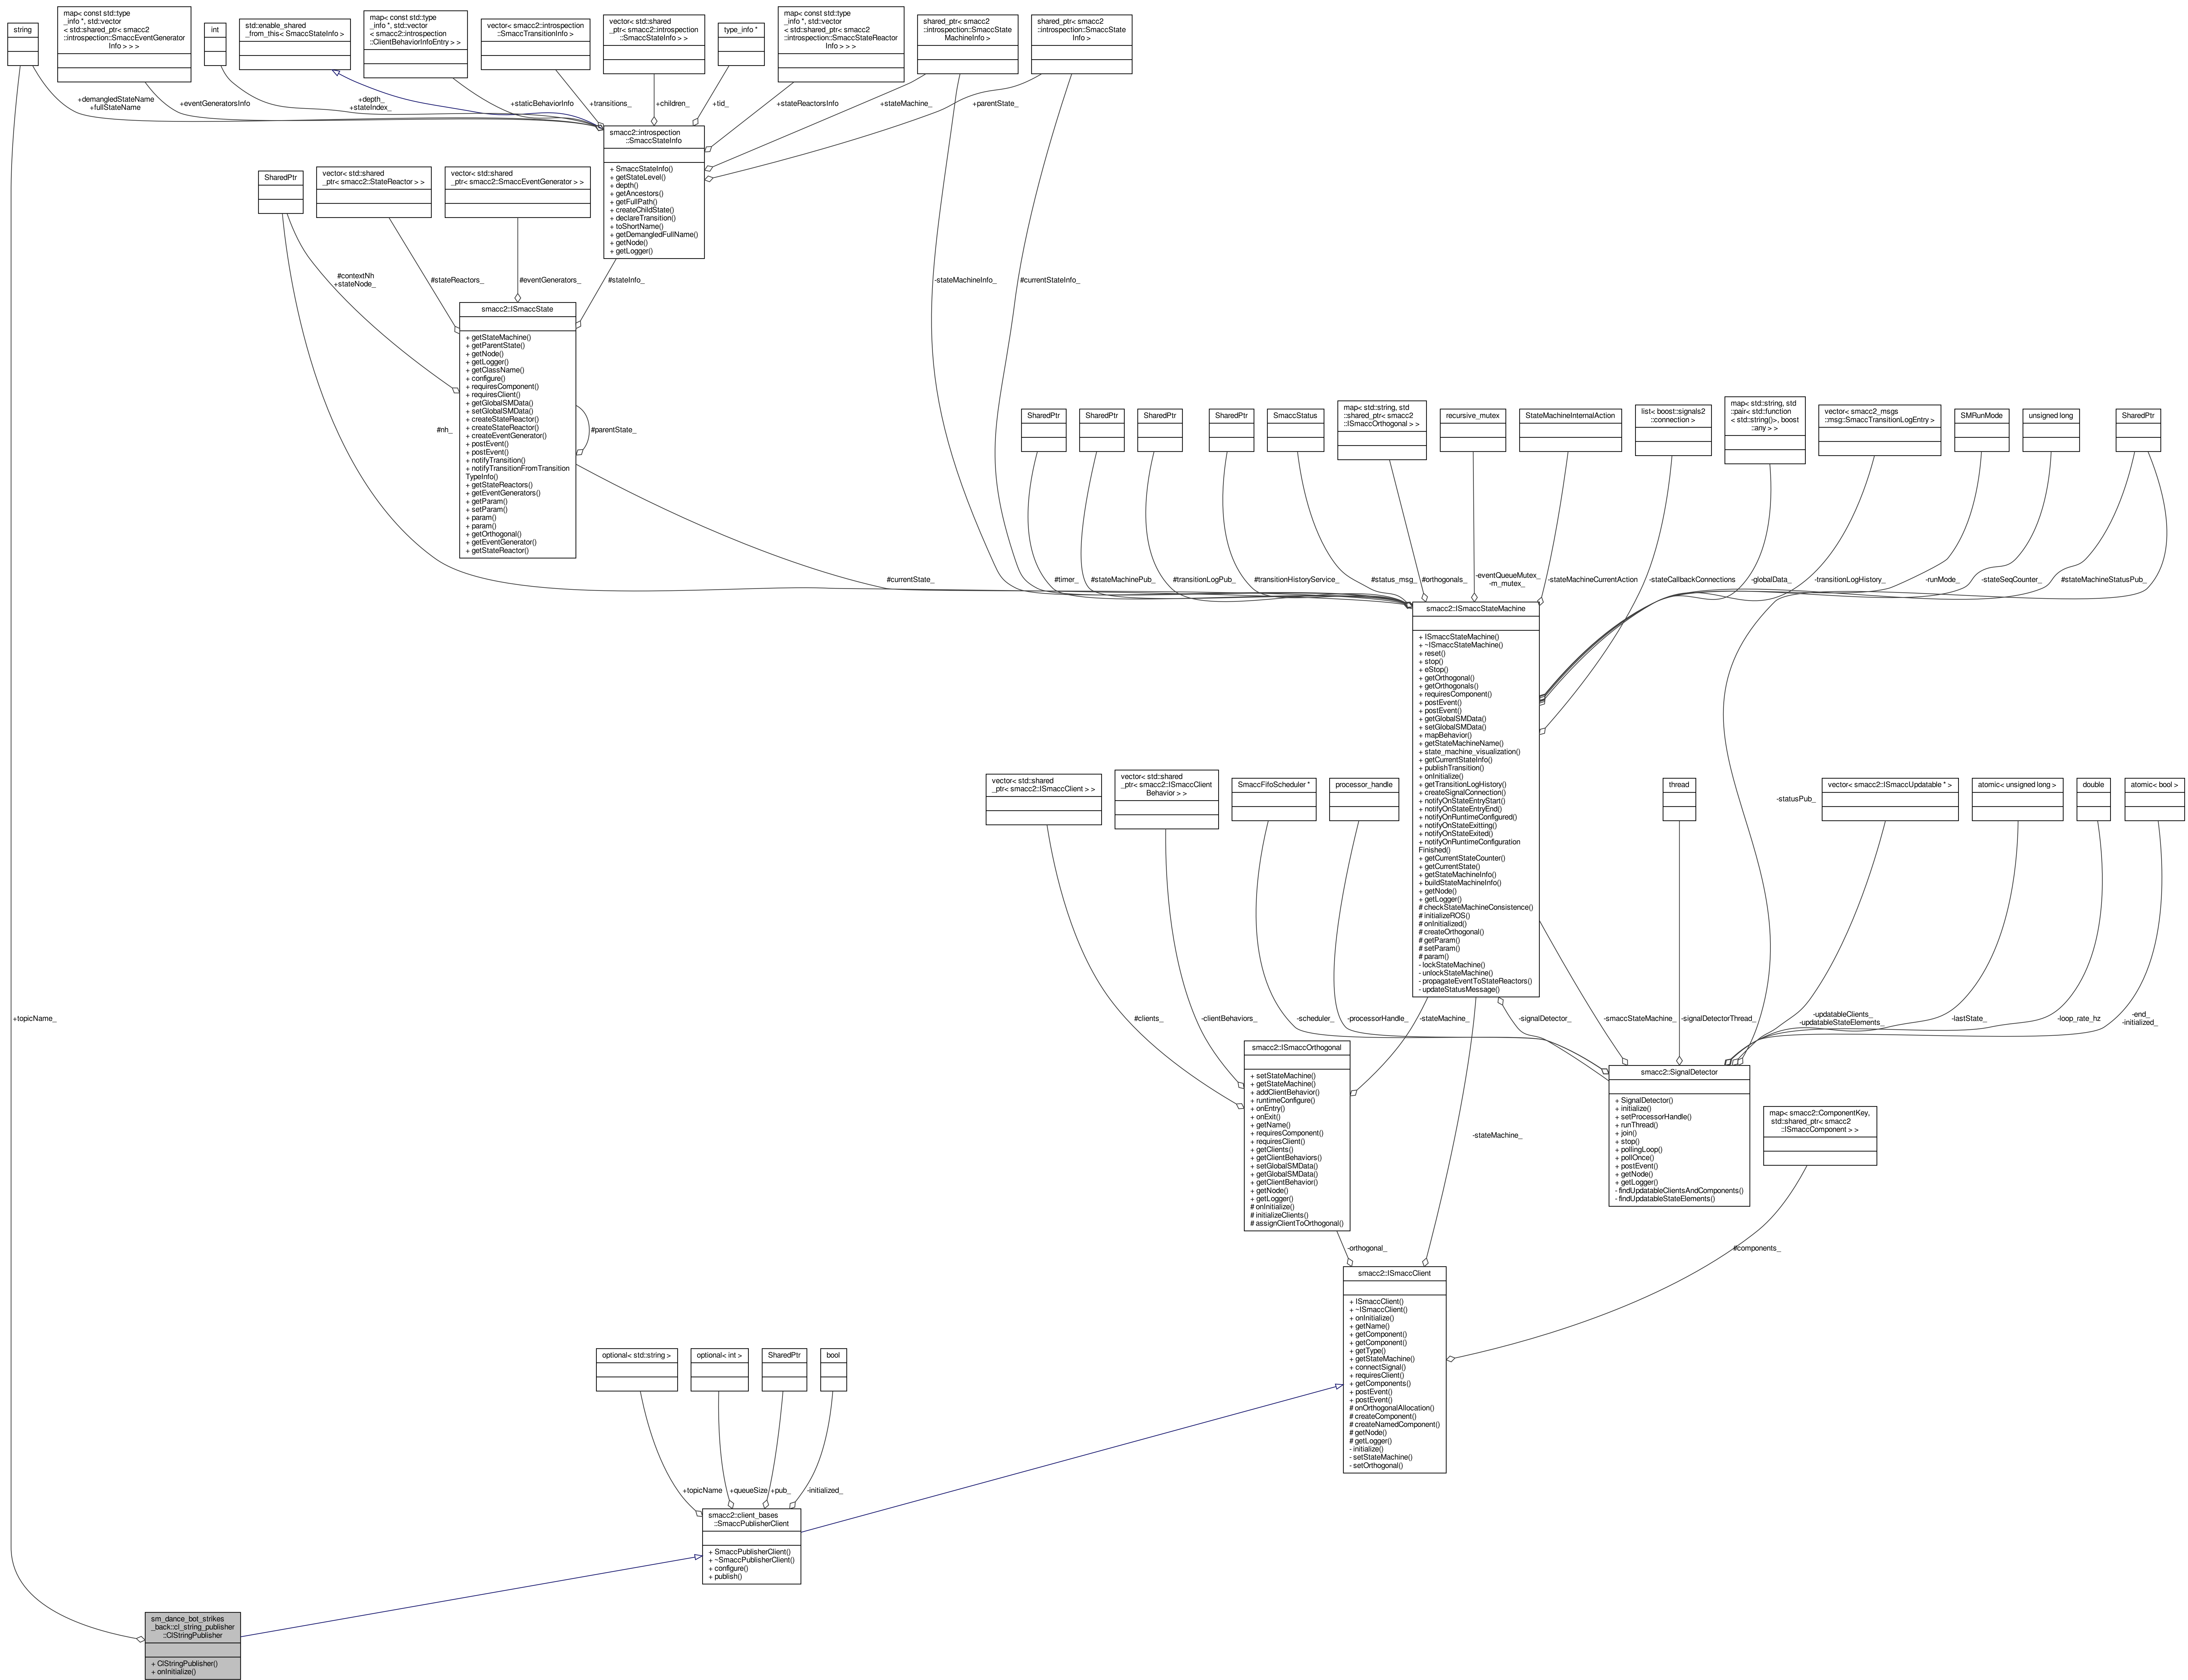 string
map< const std::type
_info *, std::vector
< std::shared_ptr< smacc2
::introspection::SmaccEventGenerator
Info > > >
int
std::enable_shared
_from_this< SmaccStateInfo >
map< const std::type
_info *, std::vector
< smacc2::introspection
::ClientBehaviorInfoEntry > >
vector< smacc2::introspection
::SmaccTransitionInfo >
vector< std::shared
_ptr< smacc2::introspection
::SmaccStateInfo > >
type_info *
map< const std::type
_info *, std::vector
< std::shared_ptr< smacc2
::introspection::SmaccStateReactor
Info > > >
shared_ptr< smacc2
::introspection::SmaccState
MachineInfo >
shared_ptr< smacc2
::introspection::SmaccState
Info >
+demangledStateName
+fullStateName
+eventGeneratorsInfo
+depth_
+stateIndex_
+staticBehaviorInfo
+transitions_
+children_
+tid_
+stateReactorsInfo
+stateMachine_
+parentState_
smacc2::introspection
::SmaccStateInfo
+ SmaccStateInfo()
+ getStateLevel()
+ depth()
+ getAncestors()
+ getFullPath()
+ createChildState()
+ declareTransition()
+ toShortName()
+ getDemangledFullName()
+ getNode()
+ getLogger()
SharedPtr
vector< std::shared
_ptr< smacc2::StateReactor > >
vector< std::shared
_ptr< smacc2::SmaccEventGenerator > >
#contextNh
+stateNode_
#stateReactors_
#eventGenerators_
#stateInfo_
-stateMachineInfo_
#currentStateInfo_
smacc2::ISmaccState
+ getStateMachine()
+ getParentState()
+ getNode()
+ getLogger()
+ getClassName()
+ configure()
+ requiresComponent()
+ requiresClient()
+ getGlobalSMData()
+ setGlobalSMData()
+ createStateReactor()
+ createStateReactor()
+ createEventGenerator()
+ postEvent()
+ postEvent()
+ notifyTransition()
+ notifyTransitionFromTransition
TypeInfo()
+ getStateReactors()
+ getEventGenerators()
+ getParam()
+ setParam()
+ param()
+ param()
+ getOrthogonal()
+ getEventGenerator()
+ getStateReactor()
#nh_
#parentState_
SharedPtr
SharedPtr
SharedPtr
SharedPtr
SmaccStatus
map< std::string, std
::shared_ptr< smacc2
::ISmaccOrthogonal > >
recursive_mutex
StateMachineInternalAction
list< boost::signals2
::connection >
map< std::string, std
::pair< std::function
< std::string()>, boost
::any > >
vector< smacc2_msgs
::msg::SmaccTransitionLogEntry >
SMRunMode
unsigned long
SharedPtr
#currentState_
#timer_
#stateMachinePub_
#transitionLogPub_
#transitionHistoryService_
#status_msg_
#orthogonals_
-eventQueueMutex_
-m_mutex_
-stateMachineCurrentAction
-stateCallbackConnections
-globalData_
-transitionLogHistory_
-runMode_
-stateSeqCounter_
#stateMachineStatusPub_
smacc2::ISmaccStateMachine
+ ISmaccStateMachine()
+ ~ISmaccStateMachine()
+ reset()
+ stop()
+ eStop()
+ getOrthogonal()
+ getOrthogonals()
+ requiresComponent()
+ postEvent()
+ postEvent()
+ getGlobalSMData()
+ setGlobalSMData()
+ mapBehavior()
+ getStateMachineName()
+ state_machine_visualization()
+ getCurrentStateInfo()
+ publishTransition()
+ onInitialize()
+ getTransitionLogHistory()
+ createSignalConnection()
+ notifyOnStateEntryStart()
+ notifyOnStateEntryEnd()
+ notifyOnRuntimeConfigured()
+ notifyOnStateExitting()
+ notifyOnStateExited()
+ notifyOnRuntimeConfiguration
Finished()
+ getCurrentStateCounter()
+ getCurrentState()
+ getStateMachineInfo()
+ buildStateMachineInfo()
+ getNode()
+ getLogger()
# checkStateMachineConsistence()
# initializeROS()
# onInitialized()
# createOrthogonal()
# getParam()
# setParam()
# param()
- lockStateMachine()
- unlockStateMachine()
- propagateEventToStateReactors()
- updateStatusMessage()
vector< std::shared
_ptr< smacc2::ISmaccClient > >
vector< std::shared
_ptr< smacc2::ISmaccClient
Behavior > >
SmaccFifoScheduler *
processor_handle
thread
-statusPub_
vector< smacc2::ISmaccUpdatable * >
atomic< unsigned long >
double
atomic< bool >
+topicName_
#clients_
-clientBehaviors_
-scheduler_
-processorHandle_
-stateMachine_
-signalDetector_
-smaccStateMachine_
-signalDetectorThread_
-updatableClients_
-updatableStateElements_
-lastState_
-loop_rate_hz
-end_
-initialized_
smacc2::ISmaccOrthogonal
+ setStateMachine()
+ getStateMachine()
+ addClientBehavior()
+ runtimeConfigure()
+ onEntry()
+ onExit()
+ getName()
+ requiresComponent()
+ requiresClient()
+ getClients()
+ getClientBehaviors()
+ setGlobalSMData()
+ getGlobalSMData()
+ getClientBehavior()
+ getNode()
+ getLogger()
# onInitialize()
# initializeClients()
# assignClientToOrthogonal()
smacc2::SignalDetector
+ SignalDetector()
+ initialize()
+ setProcessorHandle()
+ runThread()
+ join()
+ stop()
+ pollingLoop()
+ pollOnce()
+ postEvent()
+ getNode()
+ getLogger()
- findUpdatableClientsAndComponents()
- findUpdatableStateElements()
map< smacc2::ComponentKey,
std::shared_ptr< smacc2
::ISmaccComponent > >
-stateMachine_
-orthogonal_
#components_
smacc2::ISmaccClient
+ ISmaccClient()
+ ~ISmaccClient()
+ onInitialize()
+ getName()
+ getComponent()
+ getComponent()
+ getType()
+ getStateMachine()
+ connectSignal()
+ requiresClient()
+ getComponents()
+ postEvent()
+ postEvent()
# onOrthogonalAllocation()
# createComponent()
# createNamedComponent()
# getNode()
# getLogger()
- initialize()
- setStateMachine()
- setOrthogonal()
optional< std::string >
optional< int >
SharedPtr
bool
+topicName
+queueSize
+pub_
-initialized_
smacc2::client_bases
::SmaccPublisherClient
+ SmaccPublisherClient()
+ ~SmaccPublisherClient()
+ configure()
+ publish()
sm_dance_bot_strikes
_back::cl_string_publisher
::ClStringPublisher
+ ClStringPublisher()
+ onInitialize()